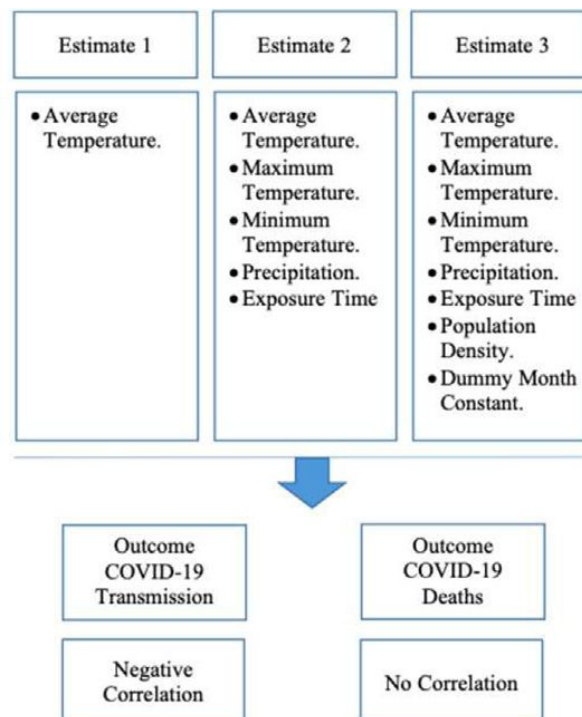 Estimate 1
Estimate 2
Estimate 3
• Average
Temperature.
• Average
Temperature.
• Maximum
Temperature.
• Minimum
Temperature.
• Precipitation.
• Exposure Time
• Average
Temperature.
• Maximum
Temperature.
• Minimum
Temperature.
• Precipitation.
• Exposure Time
• Population
Density.
• Dummy Month
Constant.
Outcome
COVID-19
Transmission
Outcome
COVID-19
Deaths
Negative
Correlation
No Correlation